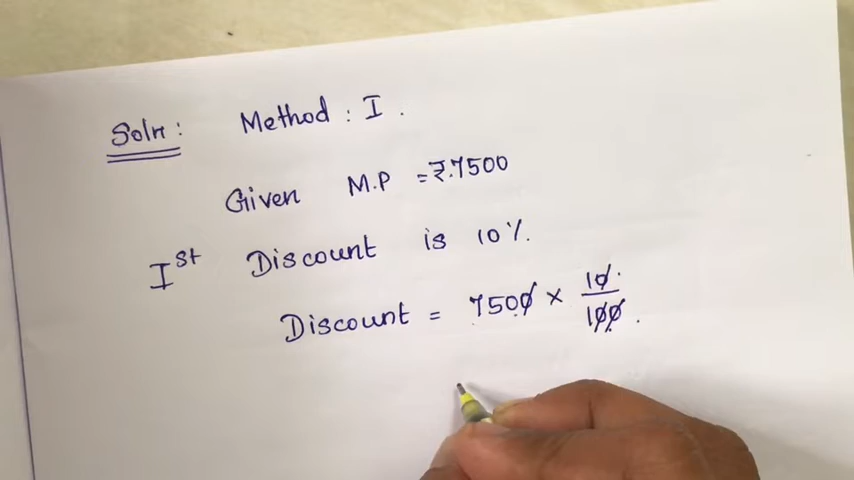 Soln: Method: I.
Given M.P = ₹.7500
Ist Discount is 10%.
Discount = 7500 × 10/100.